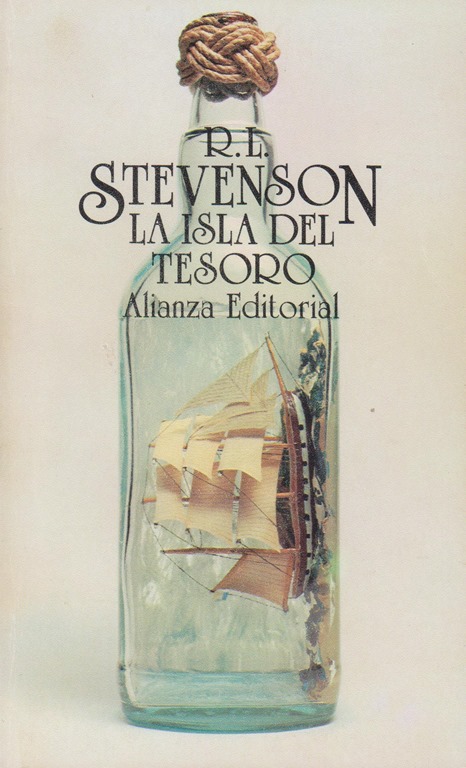 R.L.
STEVENSON
LA ISLA DEL
TESORO
Alianza Editorial